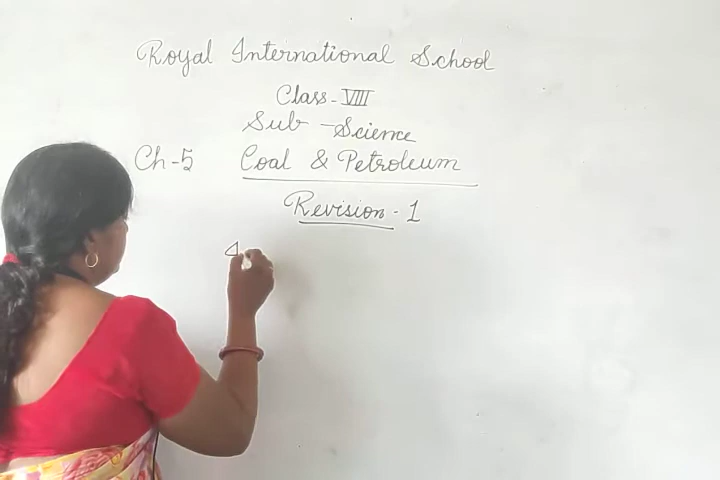 Royal International School
Class - VIII
Sub - Science
Ch-5 Coal & Petroleum
Revision - 1